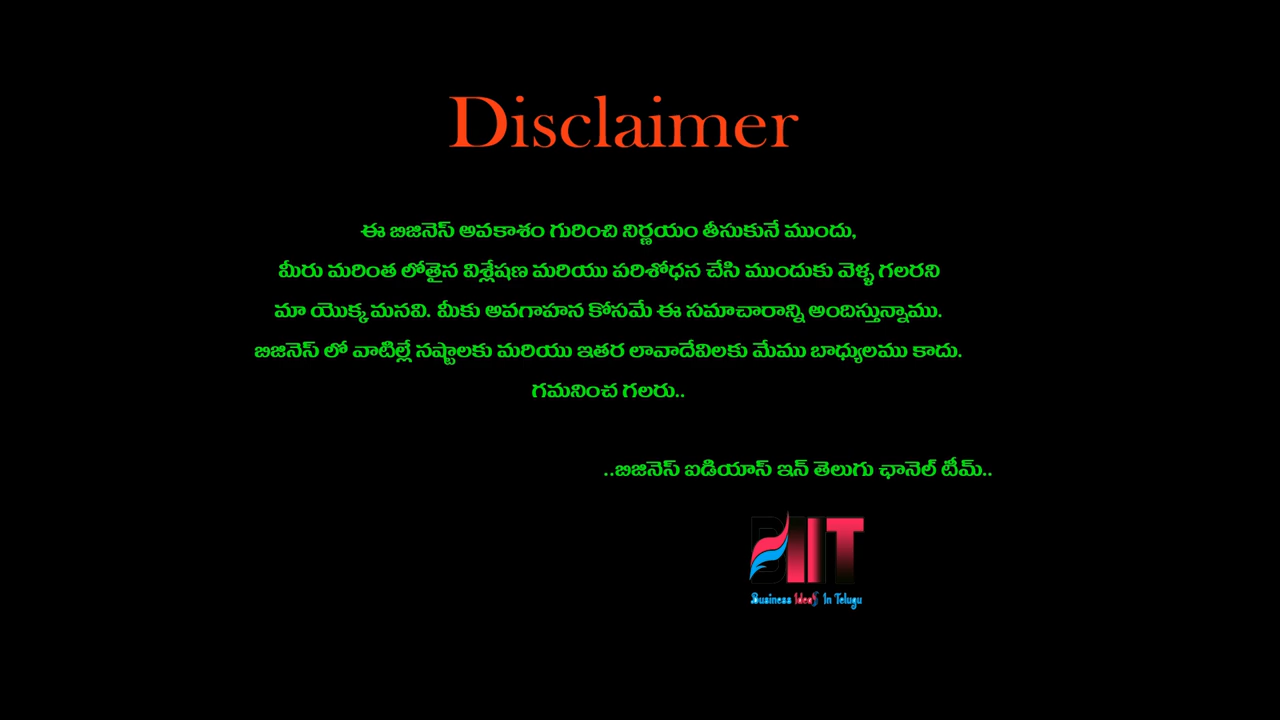 Disclaimer
ఈ బిజినెస్ అవకాశం గురించి నిర్ణయం తీసుకునే ముందు,
మీరు మరింత లోతైన విశ్లేషణ మరియు పరిశోధన చేసి ముందుకు వెళ్ళ గలరని
మా యొక్క మనవి. మీకు అవగాహన కోసమే ఈ సమాచారాన్ని అందిస్తున్నాము.
బిజినెస్ లో వాటిల్లే నష్టాలకు మరియు ఇతర లావాదేవిలకు మేము బాధ్యులము కాదు.
గమనించ గలరు..
..బిజినెస్ ఐడియాస్ ఇన్ తెలుగు ఛానెల్ టీమ్..
BIIT
Business IdeaS In Telugu